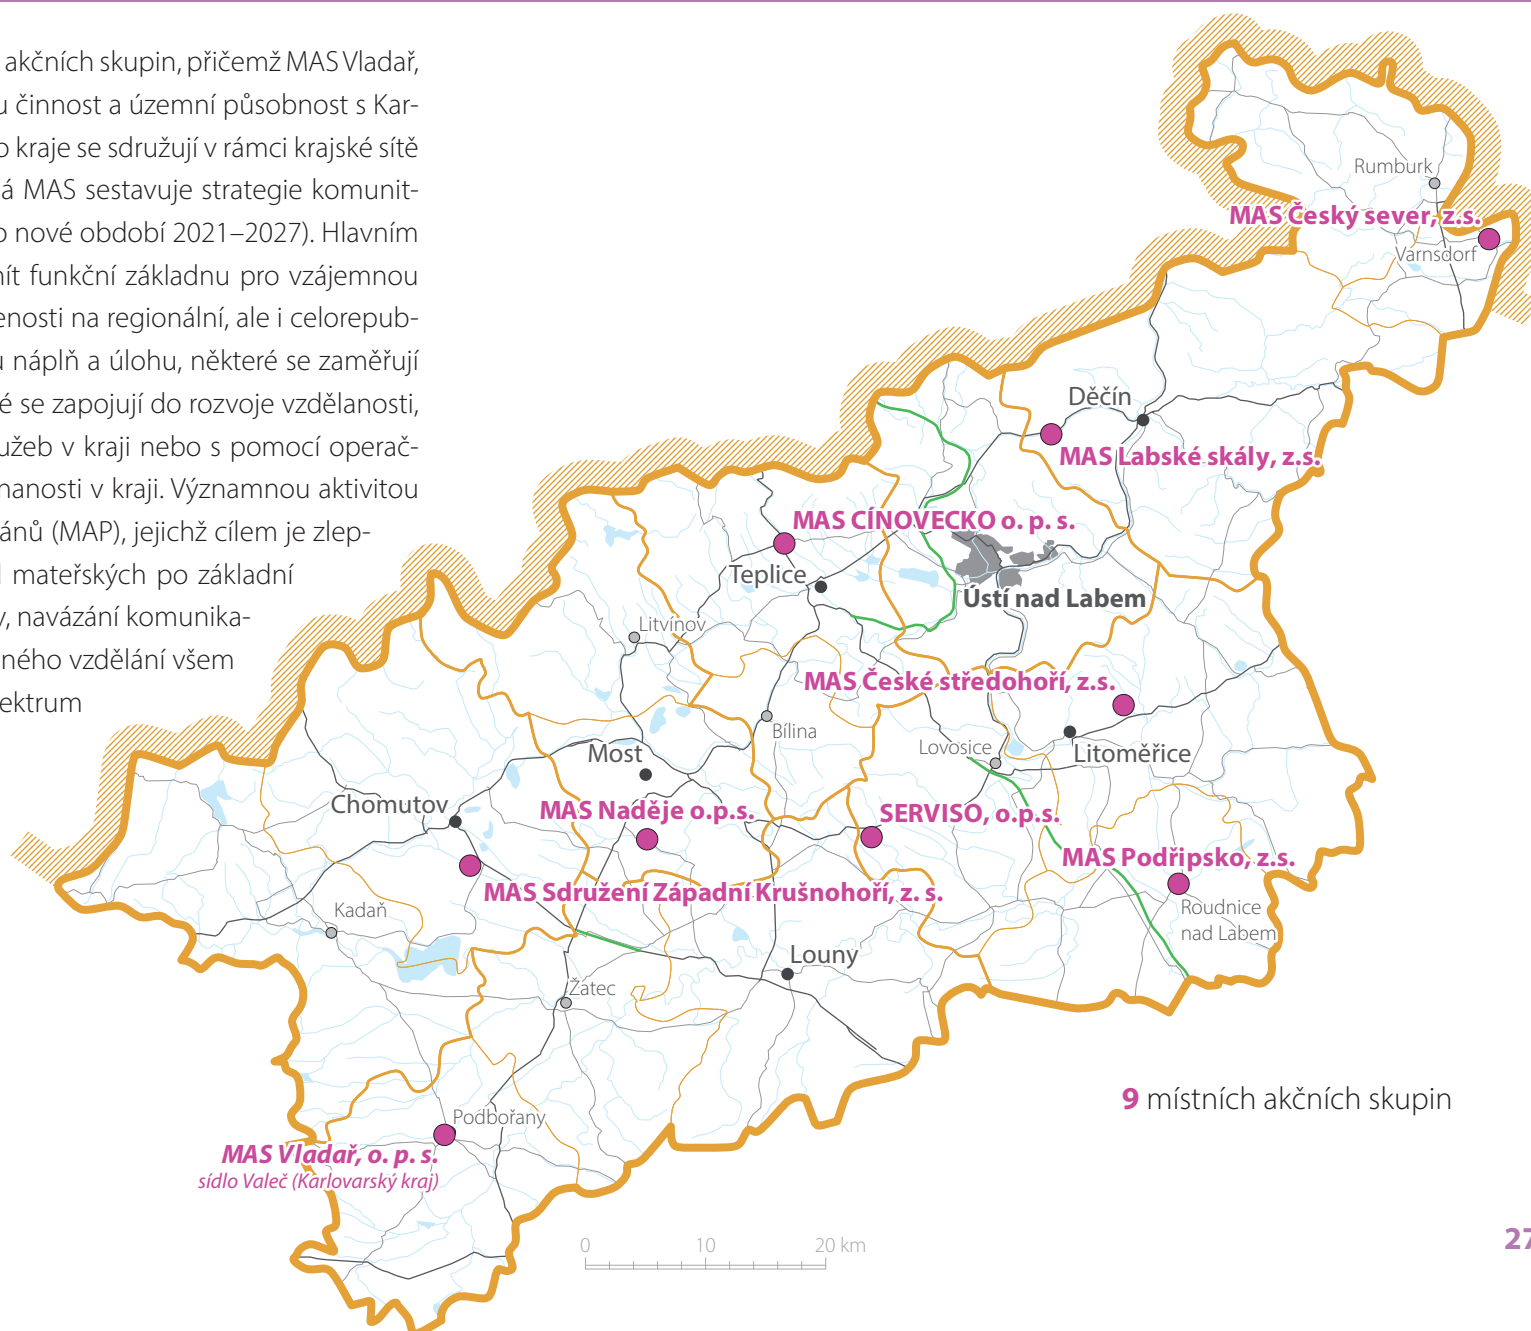 akčních skupin, přičemž MAS Vladař,
u činnost a územní působnost s Kar-
o kraje se sdružují v rámci krajské sítě
á MAS sestavuje strategie komunit-
o nové období 2021–2027). Hlavním
nít funkční základnu pro vzájemnou
enosti na regionální, ale i celorepub-
u náplň a úlohu, některé se zaměřují
é se zapojují do rozvoje vzdělanosti,
užeb v kraji nebo s pomocí operač-
nanosti v kraji. Významnou aktivitou
ánů (MAP), jejichž cílem je zlep-
l mateřských po základní
y, navázání komunika-
ného vzdělání všem
ektrum
Rumburk
MAS Český sever, z.s.
Varnsdorf
Děčín
MAS Labské skály, z.s.
MAS CÍNOVECKO o. p. s.
Teplice
Ústí nad Labem
Litvínov
MAS České středohoří, z.s.
Bílina
Lovosice
Litoměřice
Most
Chomutov
MAS Naděje o.p.s.
SERVISO, o.p.s.
MAS Podřipsko, z.s.
MAS Sdružení Západní Krušnohoří, z. s.
Kadaň
Roudnice
nad Labem
Louny
Žatec
9 místních akčních skupin
Podbořany
MAS Vladař, o. p. s.
sídlo Valeč (Karlovarský kraj)
0 10 20 km
27